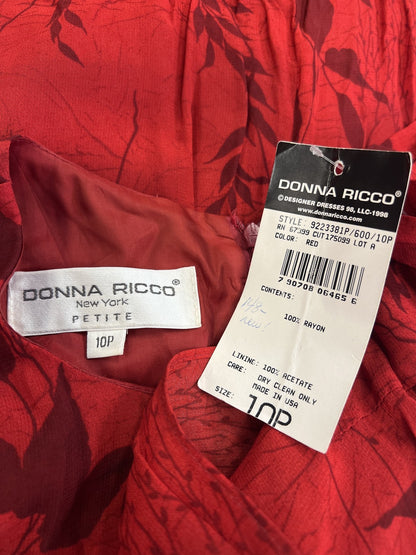 DONNA RICCO®
New York
PETITE
10P
DONNA RICCO®
©DESIGNER DRESSES 98, LLC-1998
www.donnaricco.com
STYLE: 9223381P/600/10P
RN 67399 CUT175099 LOT A
COLOR: RED
7 90708 06465 6
CONTENTS:
100% RAYON
new!
LINING: 100% ACETATE
CARE: DRY CLEAN ONLY
MADE IN USA
SIZE: 10P